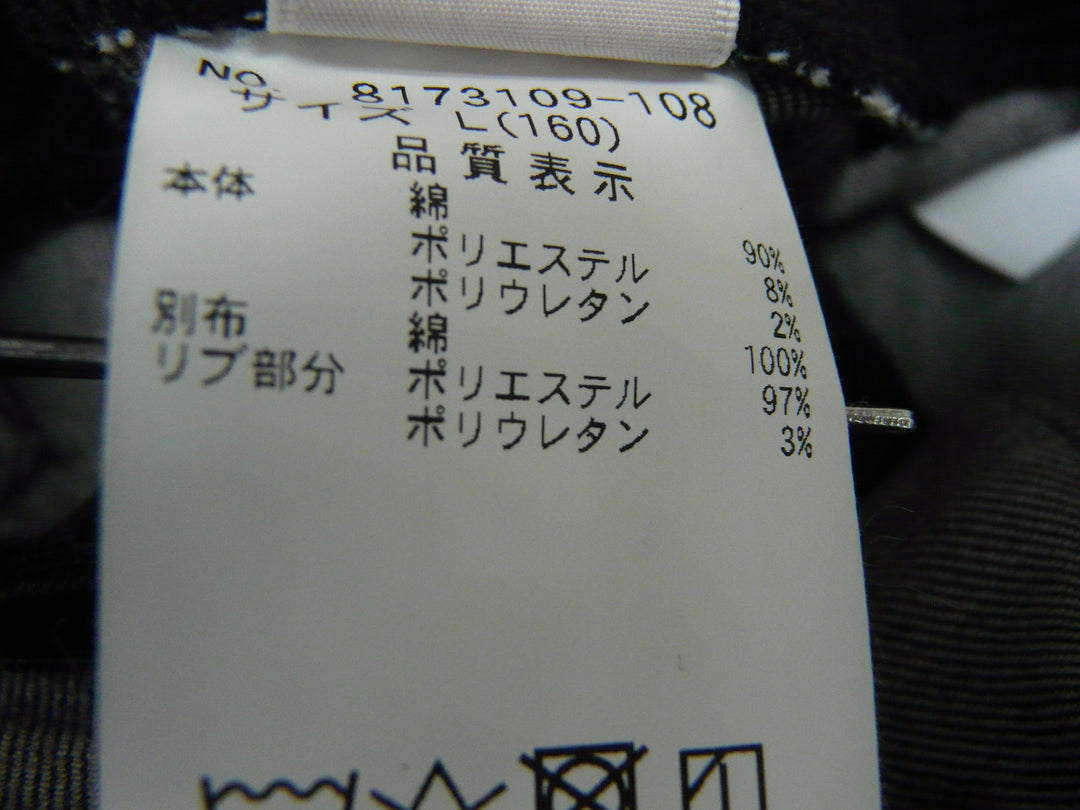 NO. 8173109-108
サイズ L(160)
品質表示
本体 綿 90%
ポリエステル 8%
ポリウレタン 2%
別布 綿 100%
リブ部分 ポリエステル 97%
ポリウレタン 3%